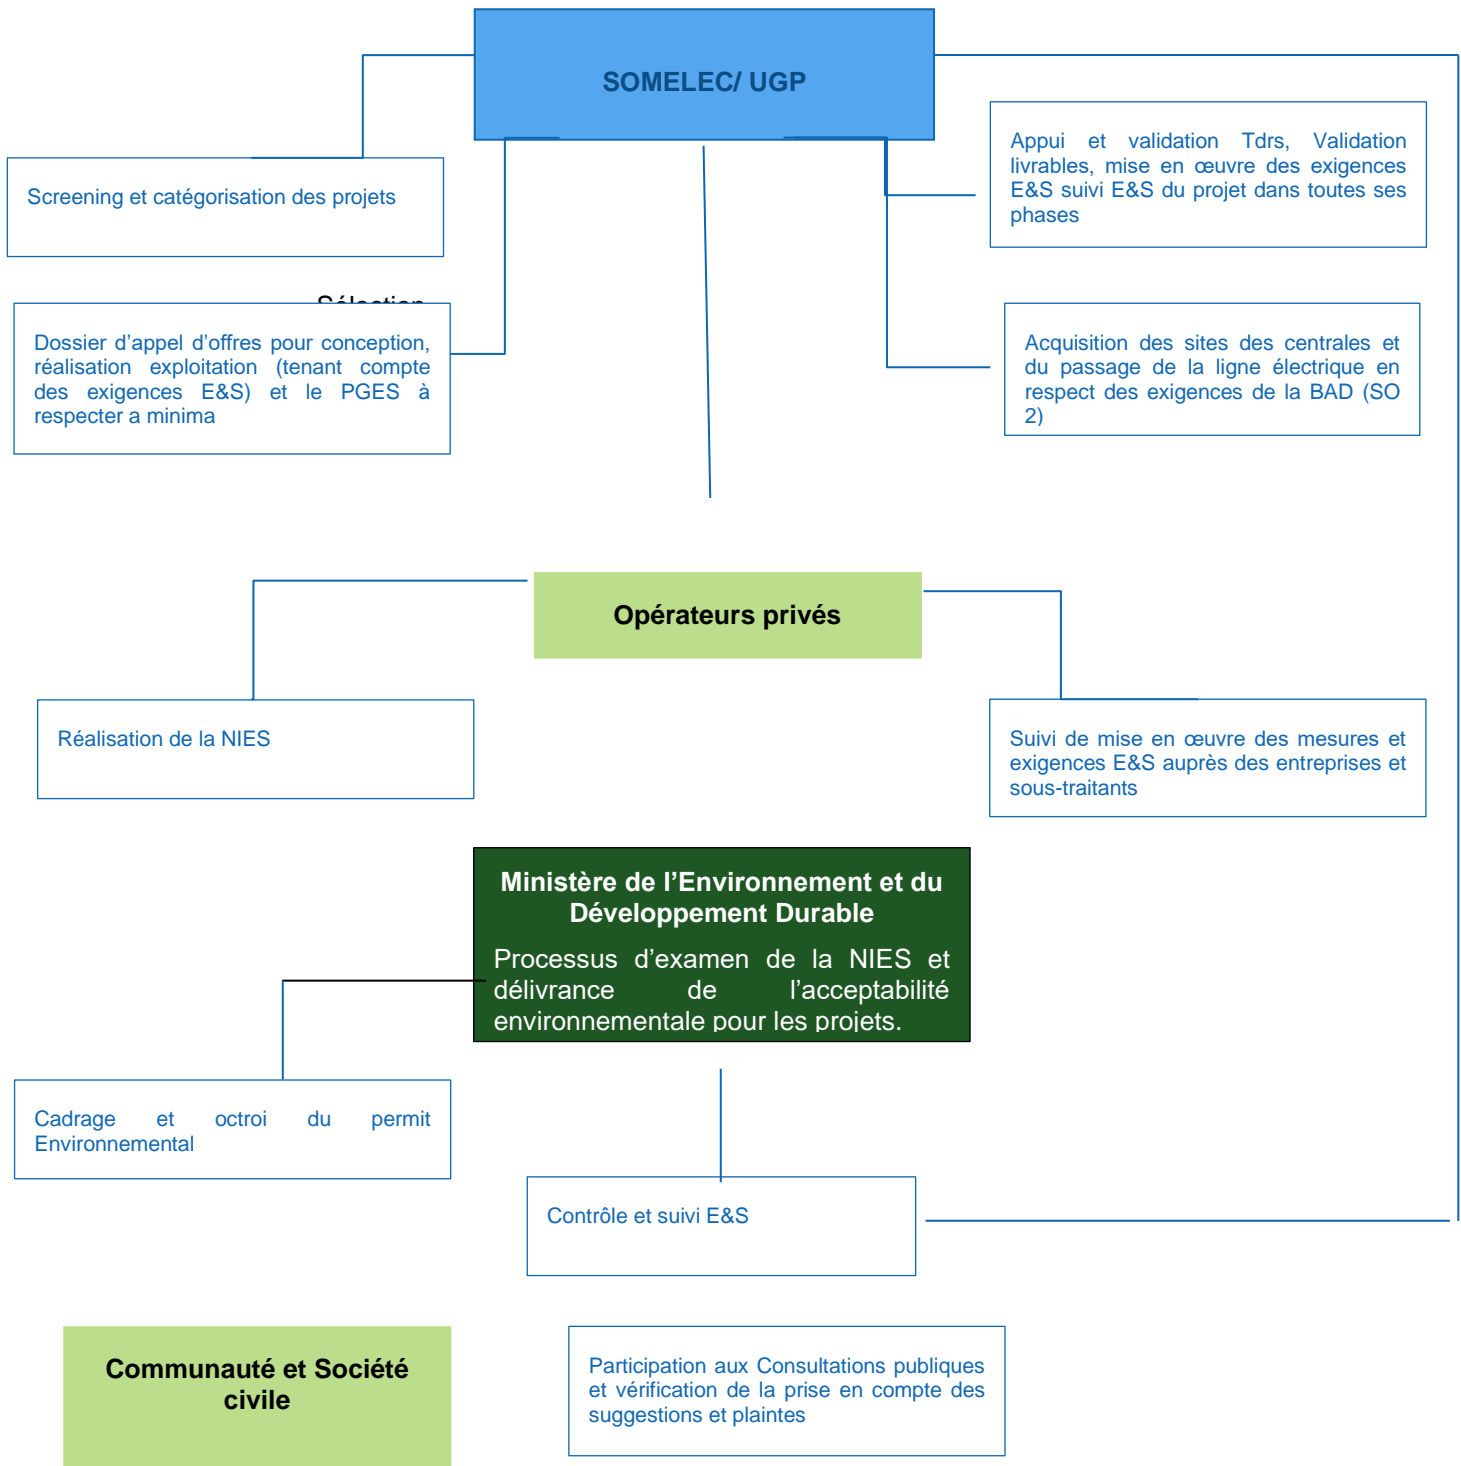 SOMELEC/ UGP
Screening et catégorisation des projets
Appui et validation Tdrs, Validation
livrables, mise en œuvre des exigences
E&S suivi E&S du projet dans toutes ses
phases
Sélection
Dossier d’appel d’offres pour conception,
réalisation exploitation (tenant compte
des exigences E&S) et le PGES à
respecter a minima
Acquisition des sites des centrales et
du passage de la ligne électrique en
respect des exigences de la BAD (SO
2)
Opérateurs privés
Réalisation de la NIES
Suivi de mise en œuvre des mesures et
exigences E&S auprès des entreprises et
sous-traitants
Ministère de l’Environnement et du
Développement Durable
Processus d’examen de la NIES et
délivrance de l’acceptabilité
environnementale pour les projets.
Cadrage et octroi du permit
Environnemental
Contrôle et suivi E&S
Communauté et Société
civile
Participation aux Consultations publiques
et vérification de la prise en compte des
suggestions et plaintes